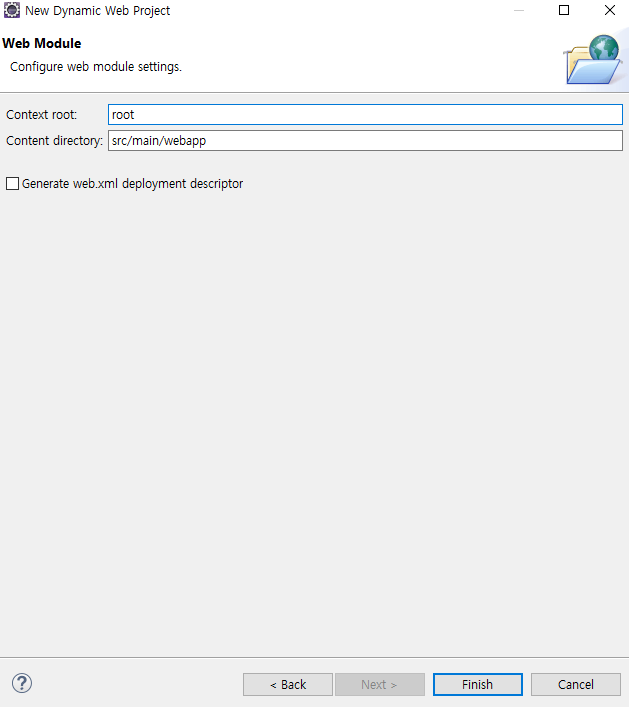 New Dynamic Web Project
Web Module
Configure web module settings.
Context root: root
Content directory: src/main/webapp
Generate web.xml deployment descriptor
? < Back Next > Finish Cancel